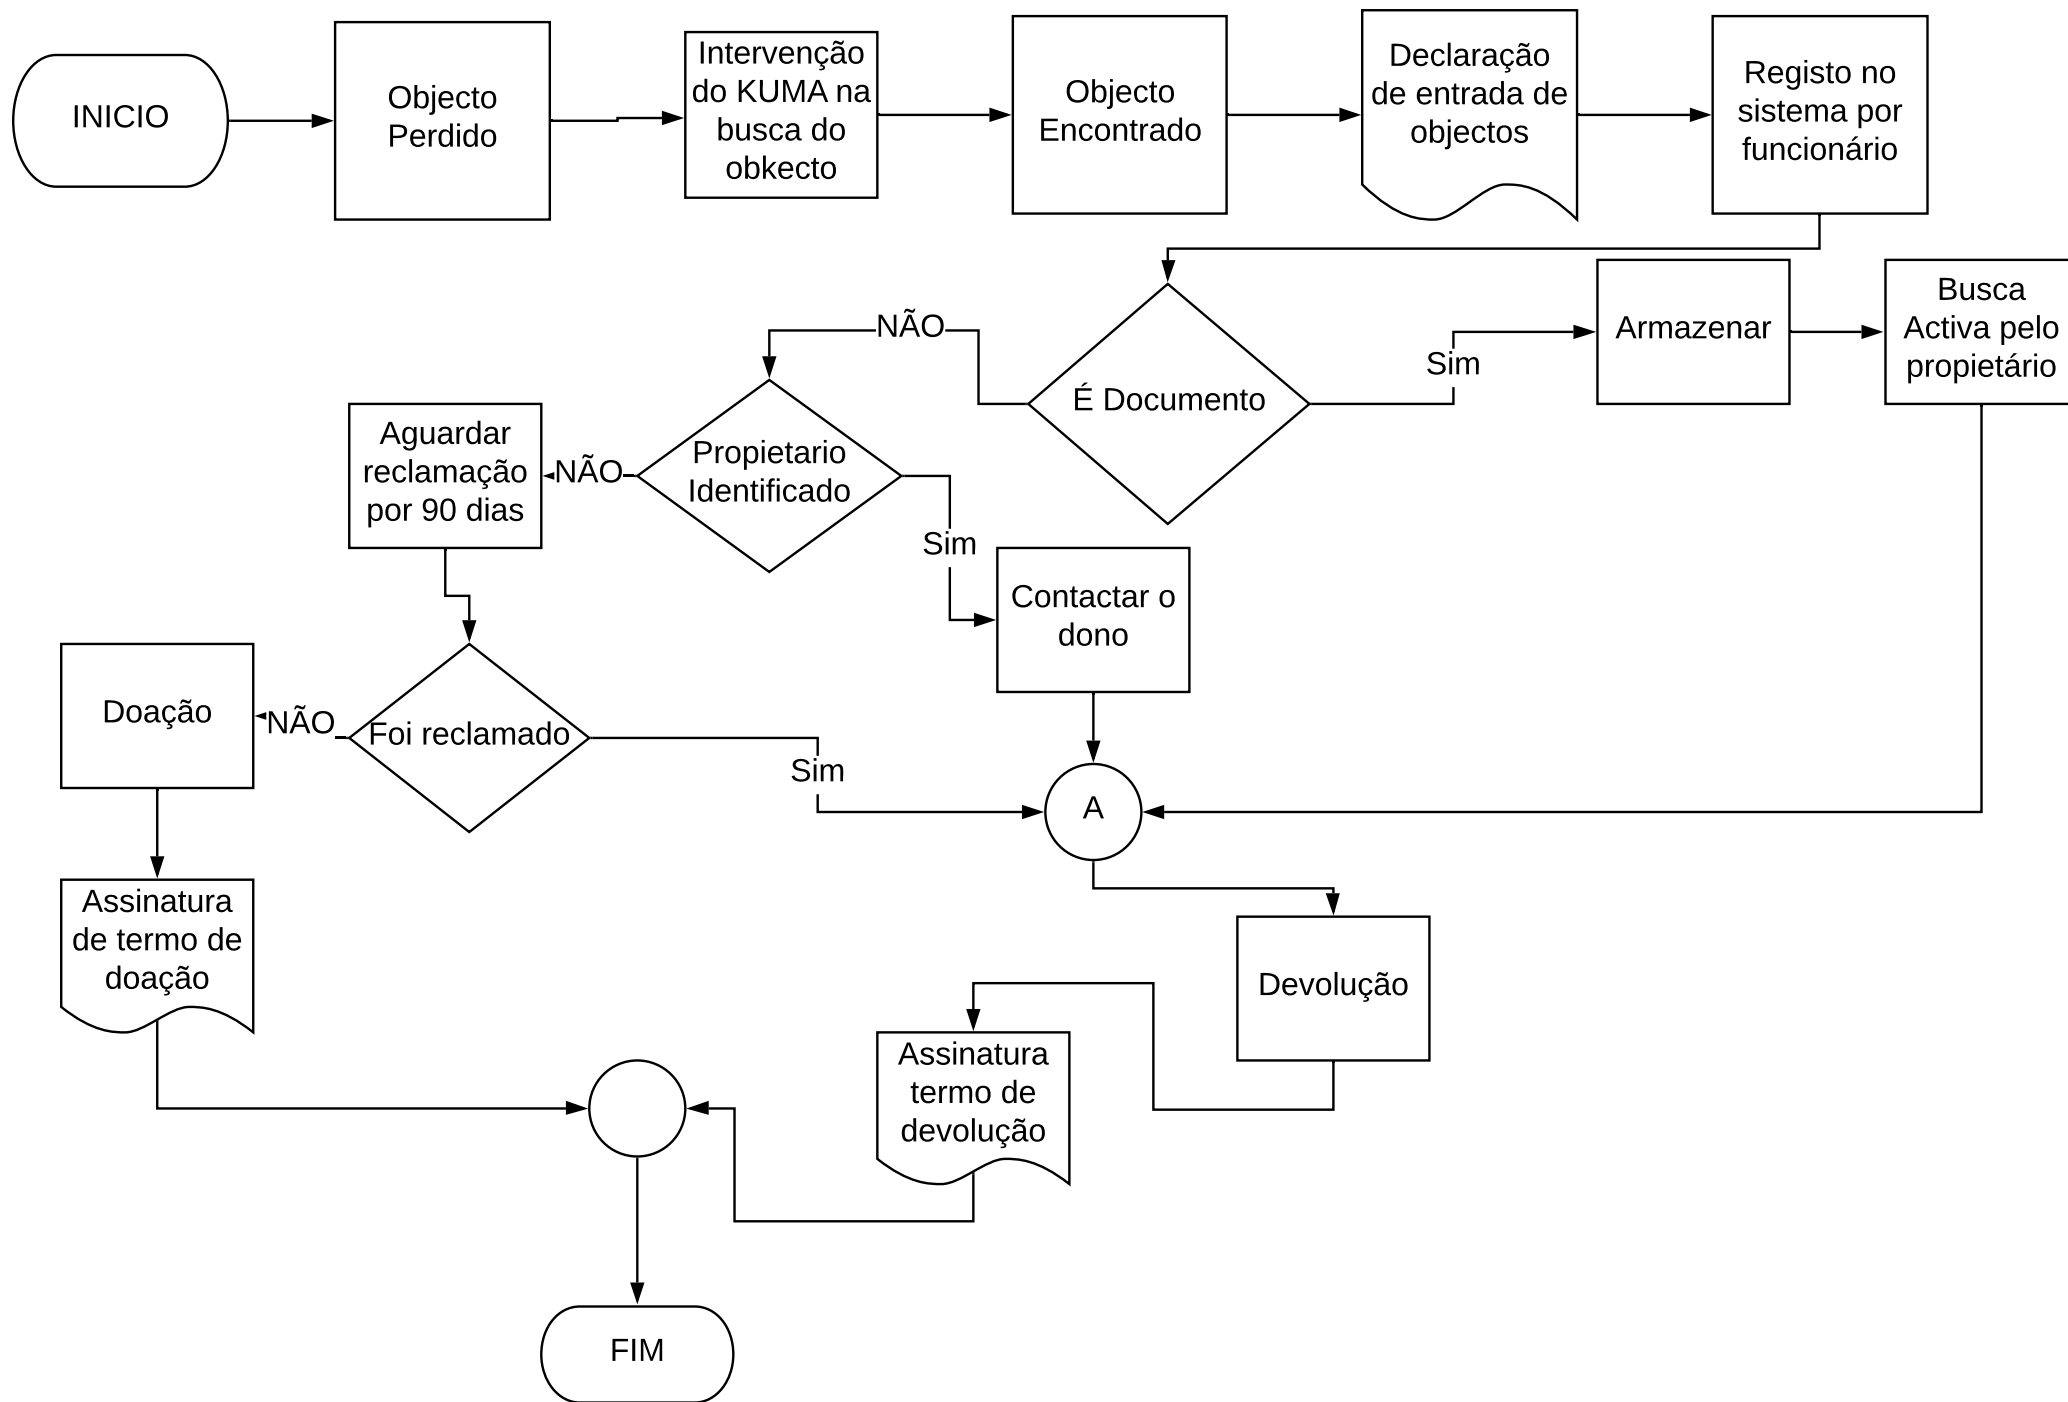 INICIO
Objecto
Perdido
Intervenção
do KUMA na
busca do
obkecto
Objecto
Encontrado
Declaração
de entrada de
objectos
Registo no
sistema por
funcionário
NÃO
É Documento
Sim
Armazenar
Busca
Activa pelo
propietário
Aguardar
reclamação
por 90 dias
NÃO
Propietario
Identificado
Sim
Contactar o
dono
Doação
NÃO
Foi reclamado
Sim
A
Assinatura
de termo de
doação
Devolução
Assinatura
termo de
devolução
FIM